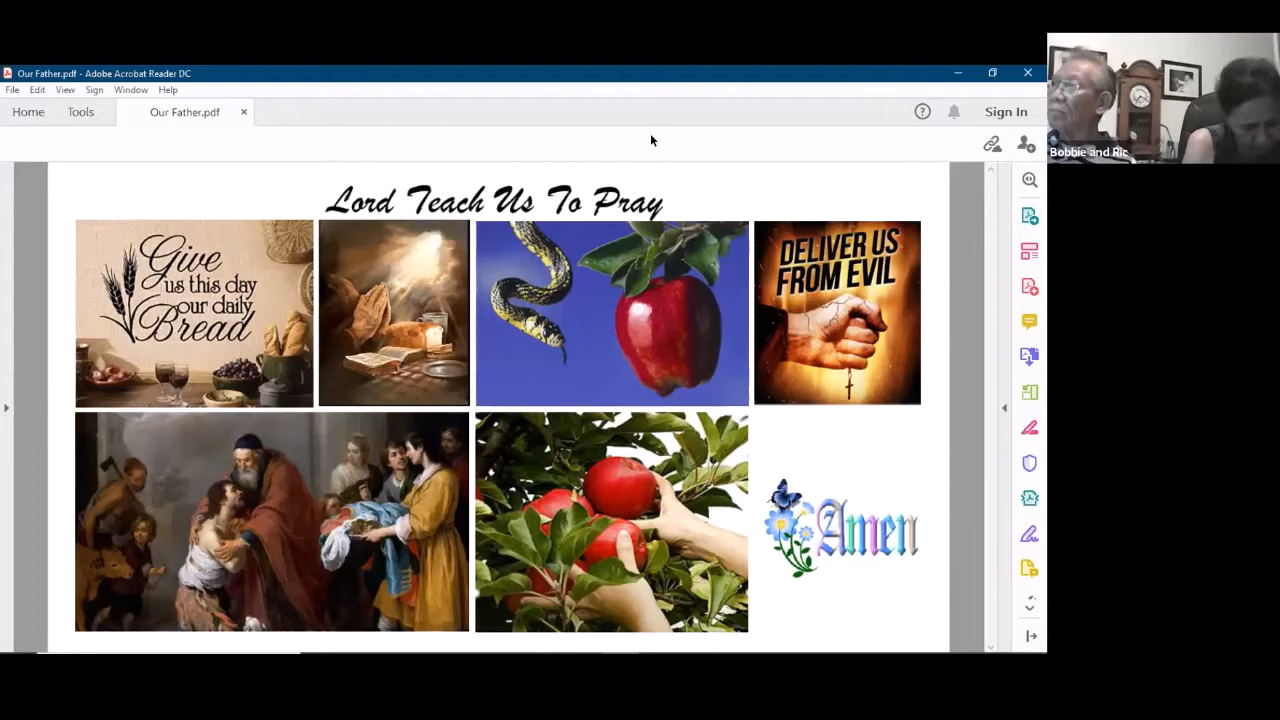 Our Father.pdf - Adobe Acrobat Reader DC
File Edit View Sign Window Help
Home Tools Our Father.pdf × Sign In
Bobbie and Ric
Lord Teach Us To Pray
Give
us this day
our daily
Bread
DELIVER US
FROM EVIL
Amen